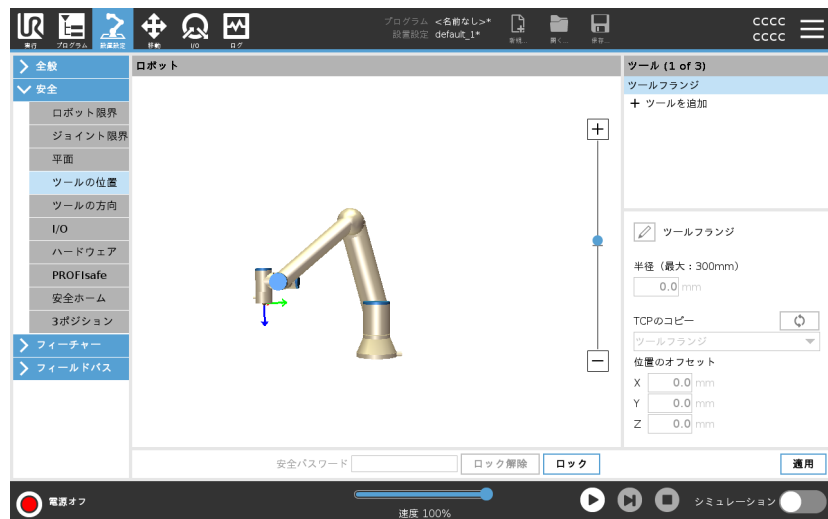 UR
実行
プログラム
設置設定
移動
I/O
ログ
プログラム <名前なし>*
設置設定 default_1*
新規...
開く...
保存...
CCCC
CCCC
全般
安全
ロボット限界
ジョイント限界
平面
ツールの位置
ツールの方向
I/O
ハードウェア
PROFIsafe
安全ホーム
3ポジション
フィーチャー
フィールドバス
ロボット
ツール (1 of 3)
ツールフランジ
+ ツールを追加
ツールフランジ
半径（最大：300mm）
0.0 mm
TCPのコピー
ツールフランジ
位置のオフセット
X 0.0 mm
Y 0.0 mm
Z 0.0 mm
安全パスワード
ロック解除
ロック
適用
電源オフ
速度 100%
シミュレーション